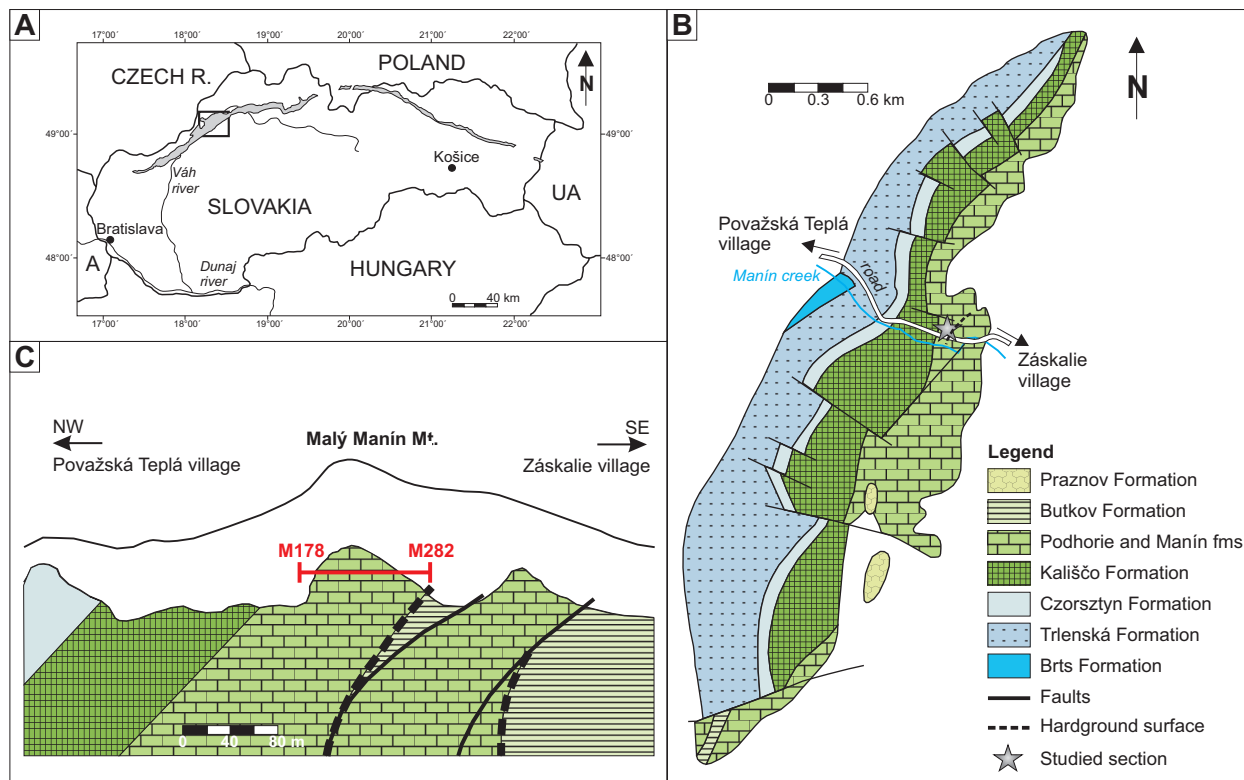 A
17°00´
18°00´
19°00´
20°00´
21°00´
22°00´
CZECH R.
POLAND
N
49°00´
49°00´
Košice
Váh
river
SLOVAKIA
UA
Bratislava
A
Dunaj
river
HUNGARY
48°00´
48°00´
0 40 km
17°00´
18°00´
19°00´
20°00´
21°00´
22°00´
B
0 0.3 0.6 km
N
Považská Teplá
village
road
Manín creek
Záskalie
village
Legend
Praznov Formation
Butkov Formation
Podhorie and Manín fms
Kališčo Formation
Czorsztyn Formation
Trlenská Formation
Brts Formation
Faults
Hardground surface
Studied section
C
NW
Považská Teplá village
Malý Manín Mt.
SE
Záskalie village
M178
M282
0 40 80 m